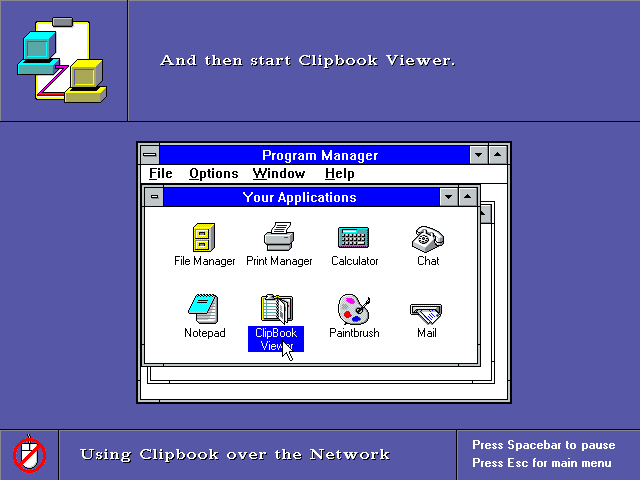 And then start Clipbook Viewer.
Program Manager
File Options Window Help
Your Applications
File Manager Print Manager Calculator Chat
Notepad ClipBook Viewer Paintbrush Mail
Using Clipbook over the Network
Press Spacebar to pause
Press Esc for main menu